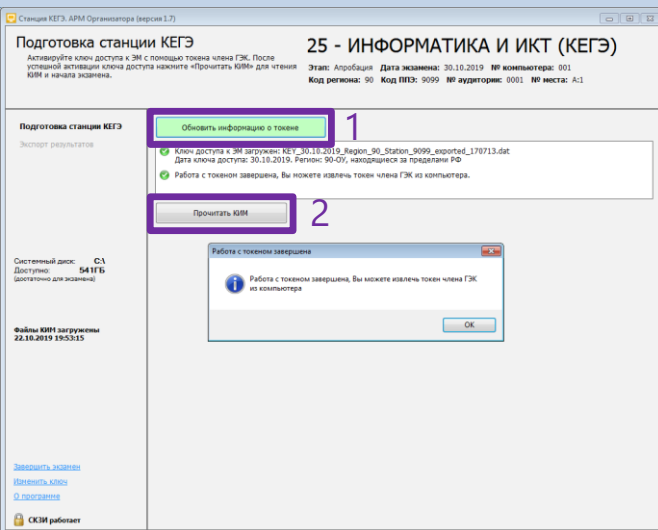 Станция КЕГЭ. АРМ Организатора (версия 1.7)
Подготовка станции КЕГЭ
Активируйте ключ доступа к ЭМ с помощью токена члена ГЭК. После
успешной активации ключа доступа нажмите «Прочитать КИМ» для чтения
КИМ и начала экзамена.
25 - ИНФОРМАТИКА И ИКТ (КЕГЭ)
Этап: Апробация Дата экзамена: 30.10.2019 № компьютера: 001
Код региона: 90 Код ППЭ: 9099 № аудитории: 0001 № места: А:1
Подготовка станции КЕГЭ
Экспорт результатов
Обновить информацию о токене
1
Ключ доступа к ЭМ загружен: KEY_30.10.2019_Region_90_Station_9099_exported_170713.dat
Дата ключа доступа: 30.10.2019. Регион: 90-ОУ, находящиеся за пределами РФ
Работа с токеном завершена, Вы можете извлечь токен члена ГЭК из компьютера.
Прочитать КИМ
2
Работа с токеном завершена
Работа с токеном завершена, Вы можете извлечь токен члена ГЭК
из компьютера
ОК
Системный диск: C:\
Доступно: 541ГБ
(достаточно для экзамена)
Файлы КИМ загружены
22.10.2019 19:53:15
Завершить экзамен
Изменить ключ
О программе
СКЗИ работает